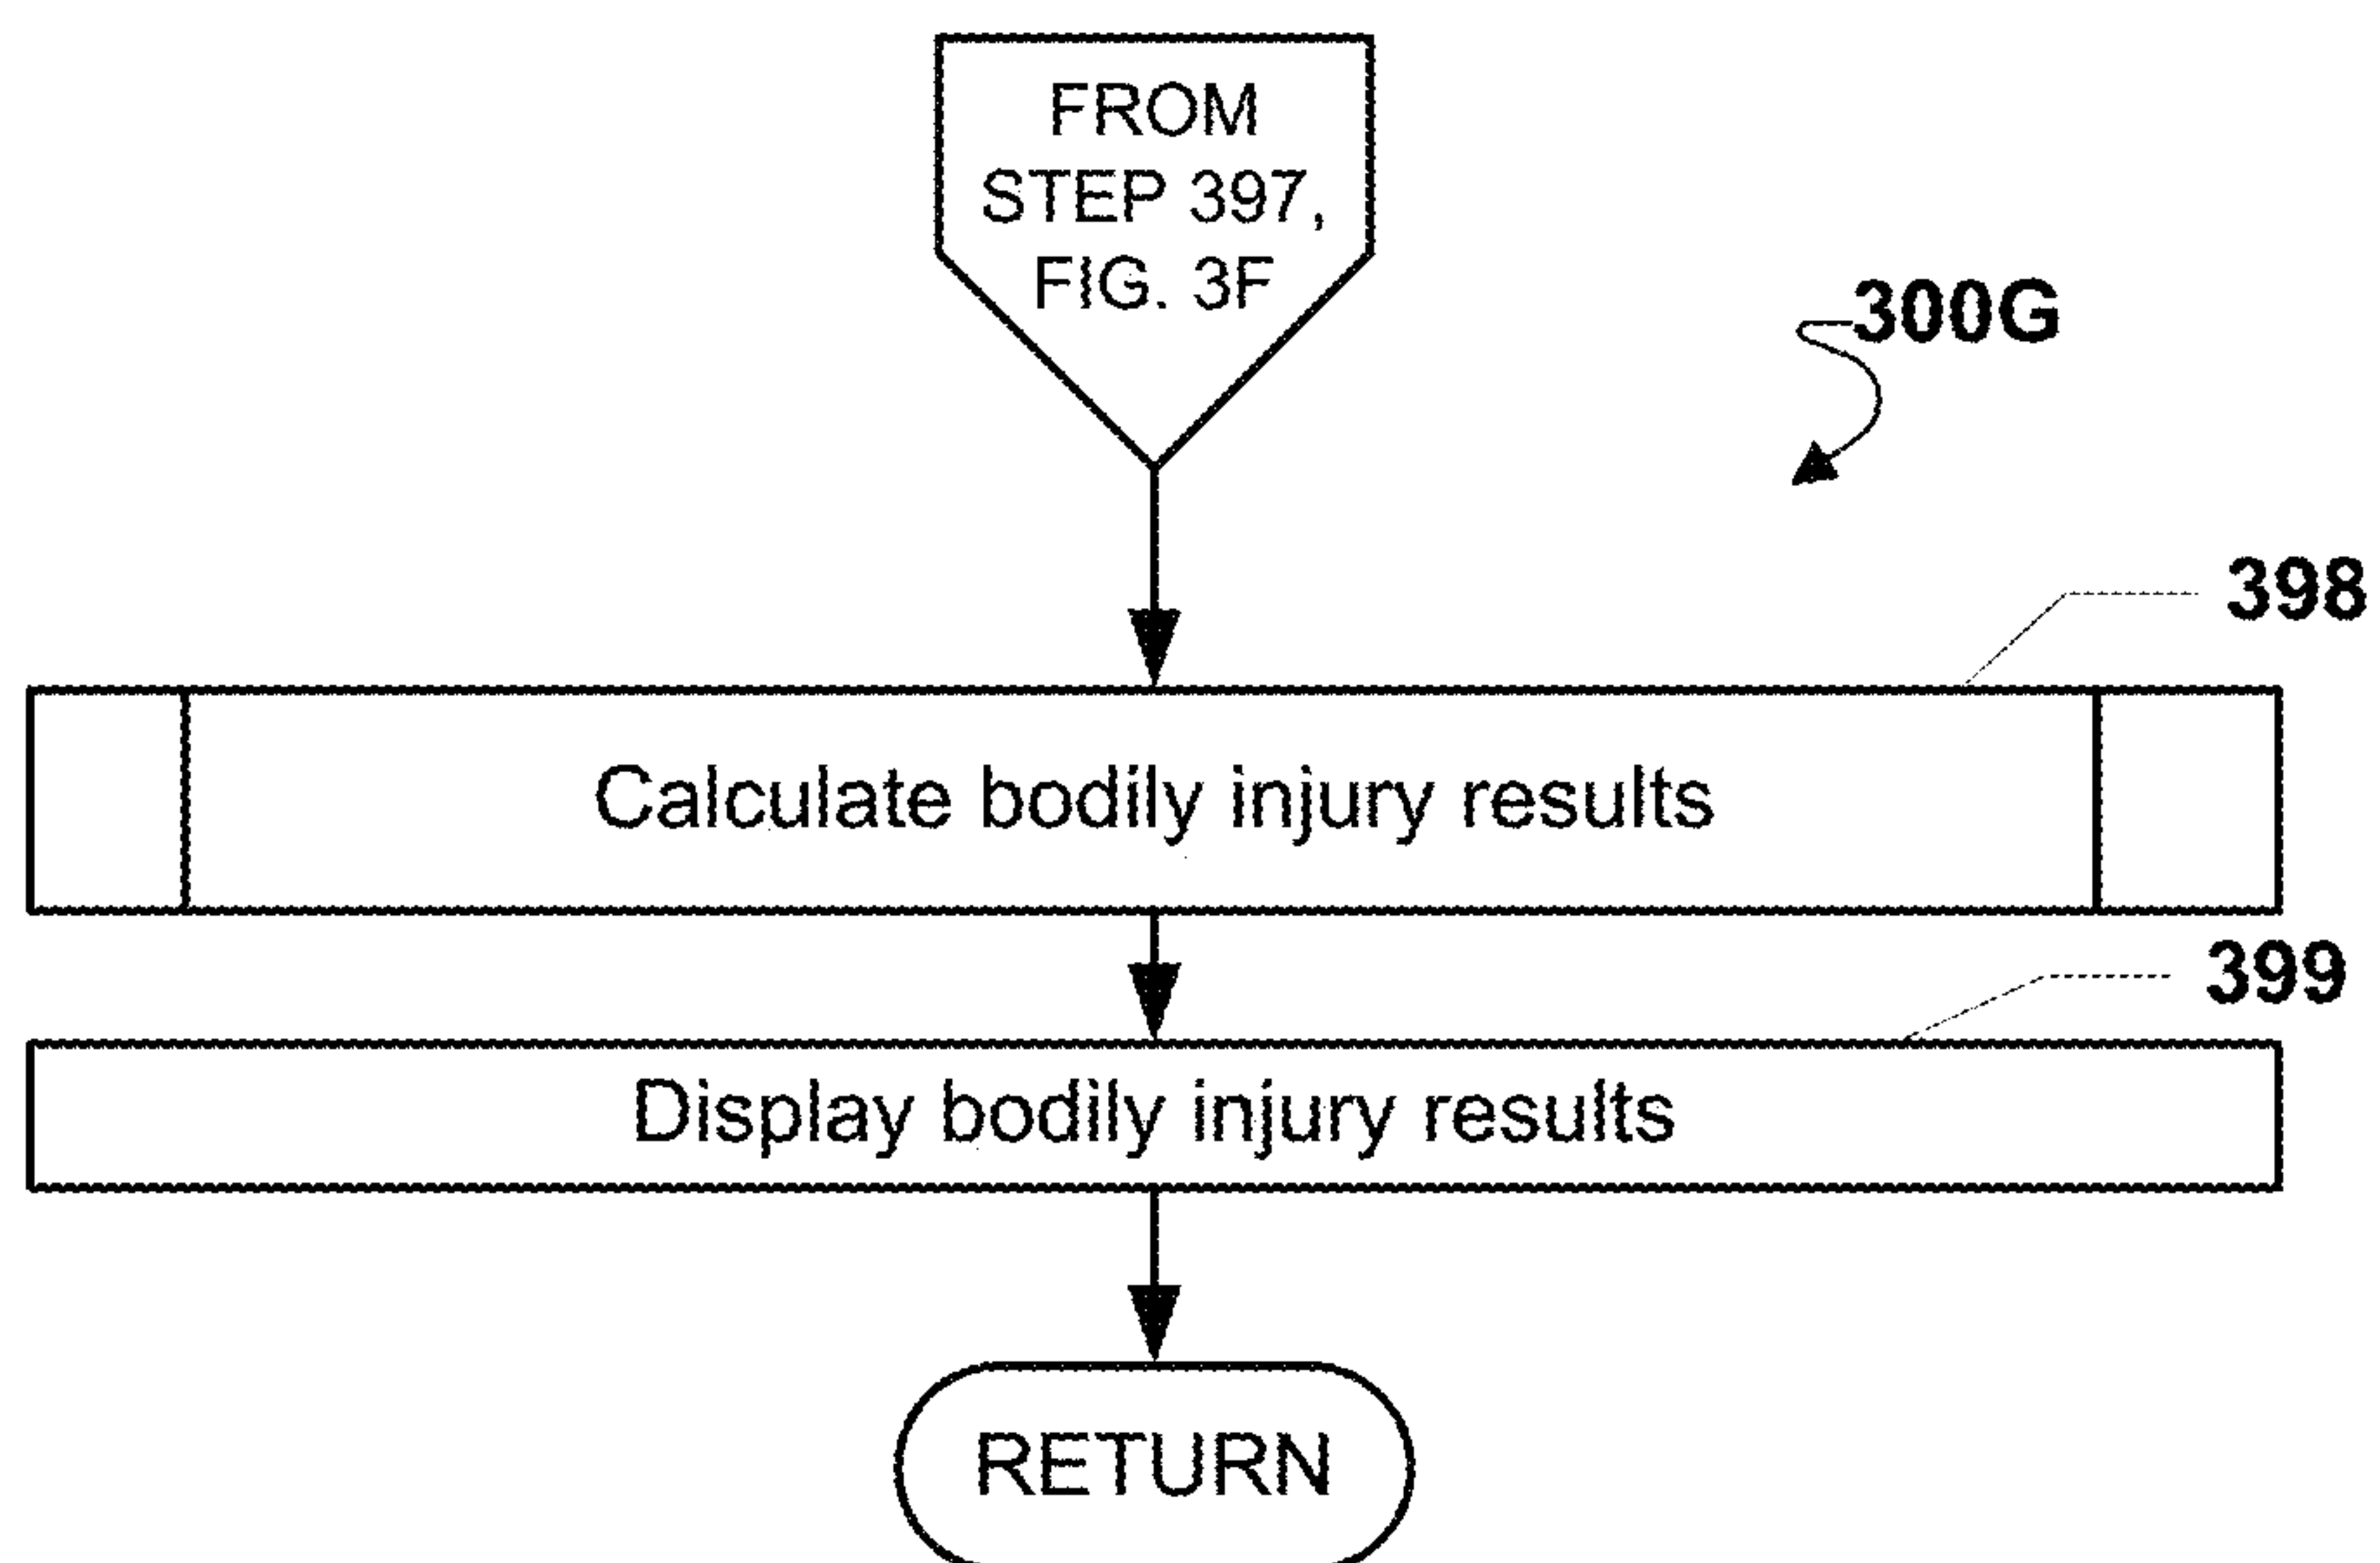 FROM
STEP 397,
FIG. 3F
300G
398
Calculate bodily injury results
399
Display bodily injury results
RETURN